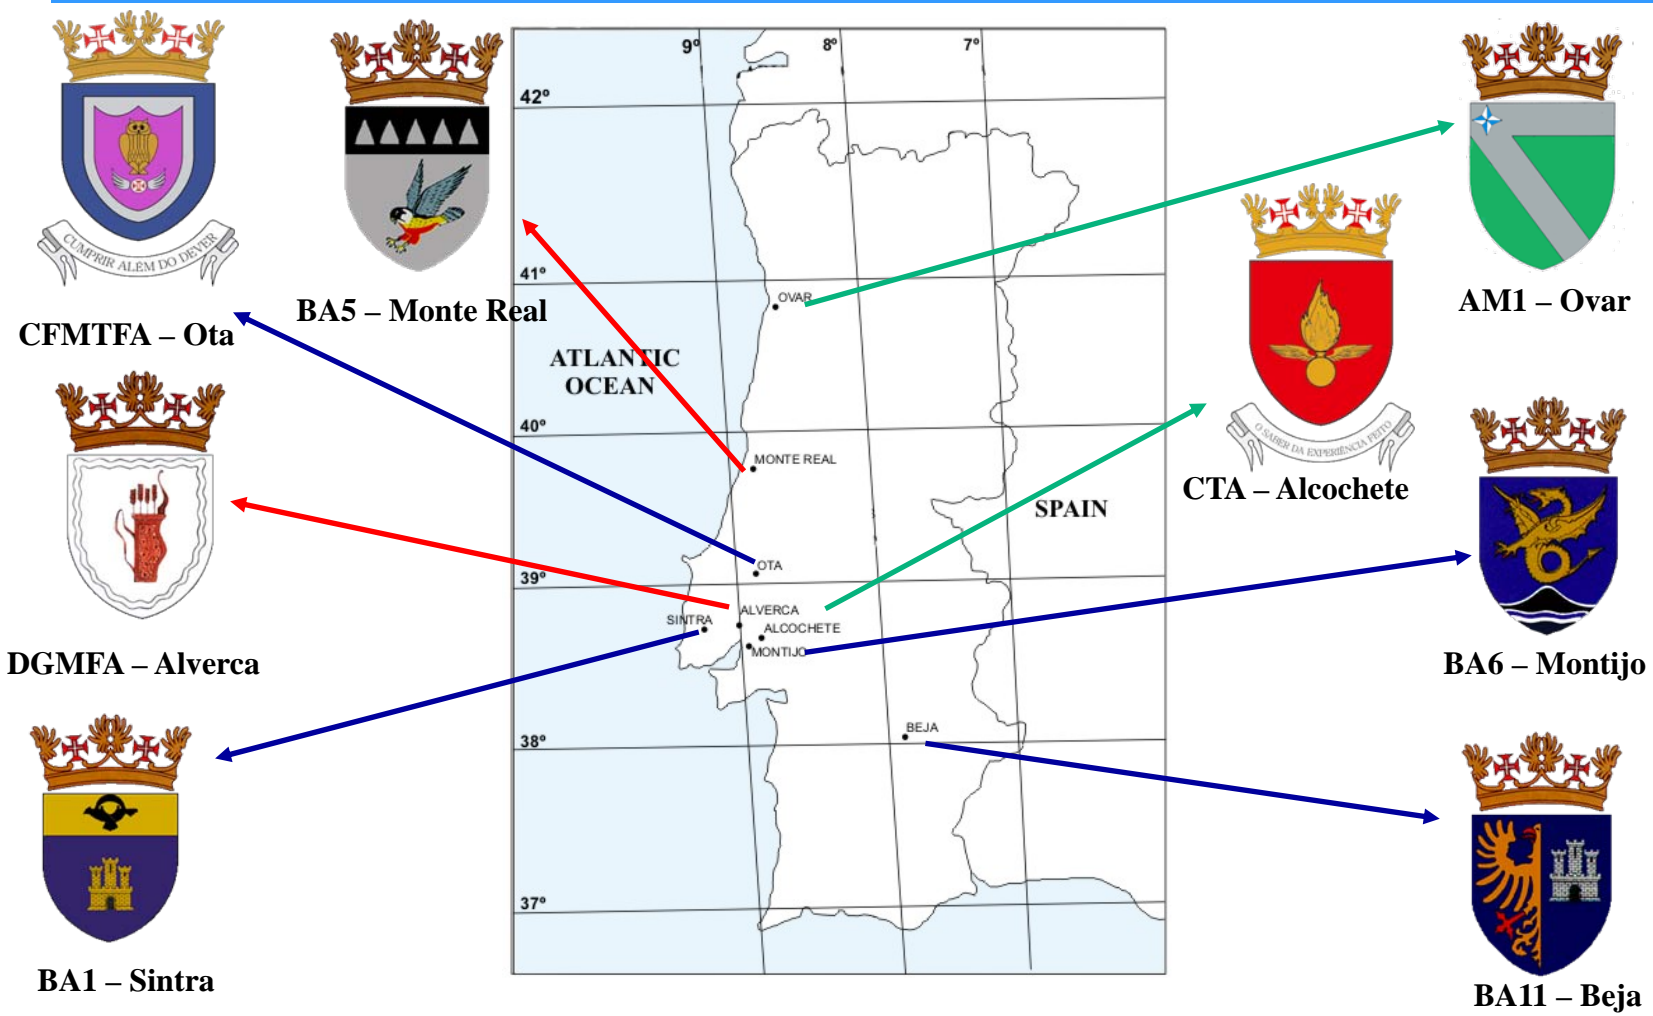 9º
8º
7º
42º
41º
40º
39º
38º
37º
ATLANTIC
OCEAN
SPAIN
OVAR
MONTE REAL
OTA
ALVERCA
SINTRA
ALCOCHETE
MONTIJO
BEJA
CUMPRIR ALÉM DO DEVER
CFMTFA – Ota
BA5 – Monte Real
DGMFA – Alverca
BA1 – Sintra
AM1 – Ovar
O SABER DA EXPERIÊNCIA FEITO
CTA – Alcochete
BA6 – Montijo
BA11 – Beja